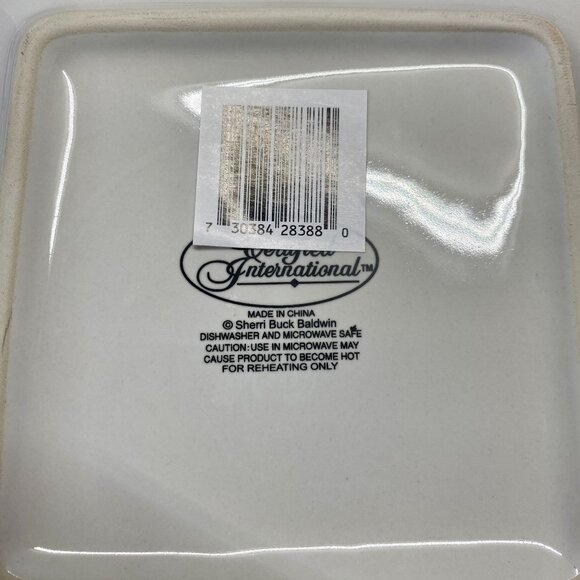 7 30384 28388 0
Certified
International™
MADE IN CHINA
© Sherri Buck Baldwin
DISHWASHER AND MICROWAVE SAFE
CAUTION: USE IN MICROWAVE MAY
CAUSE PRODUCT TO BECOME HOT
FOR REHEATING ONLY